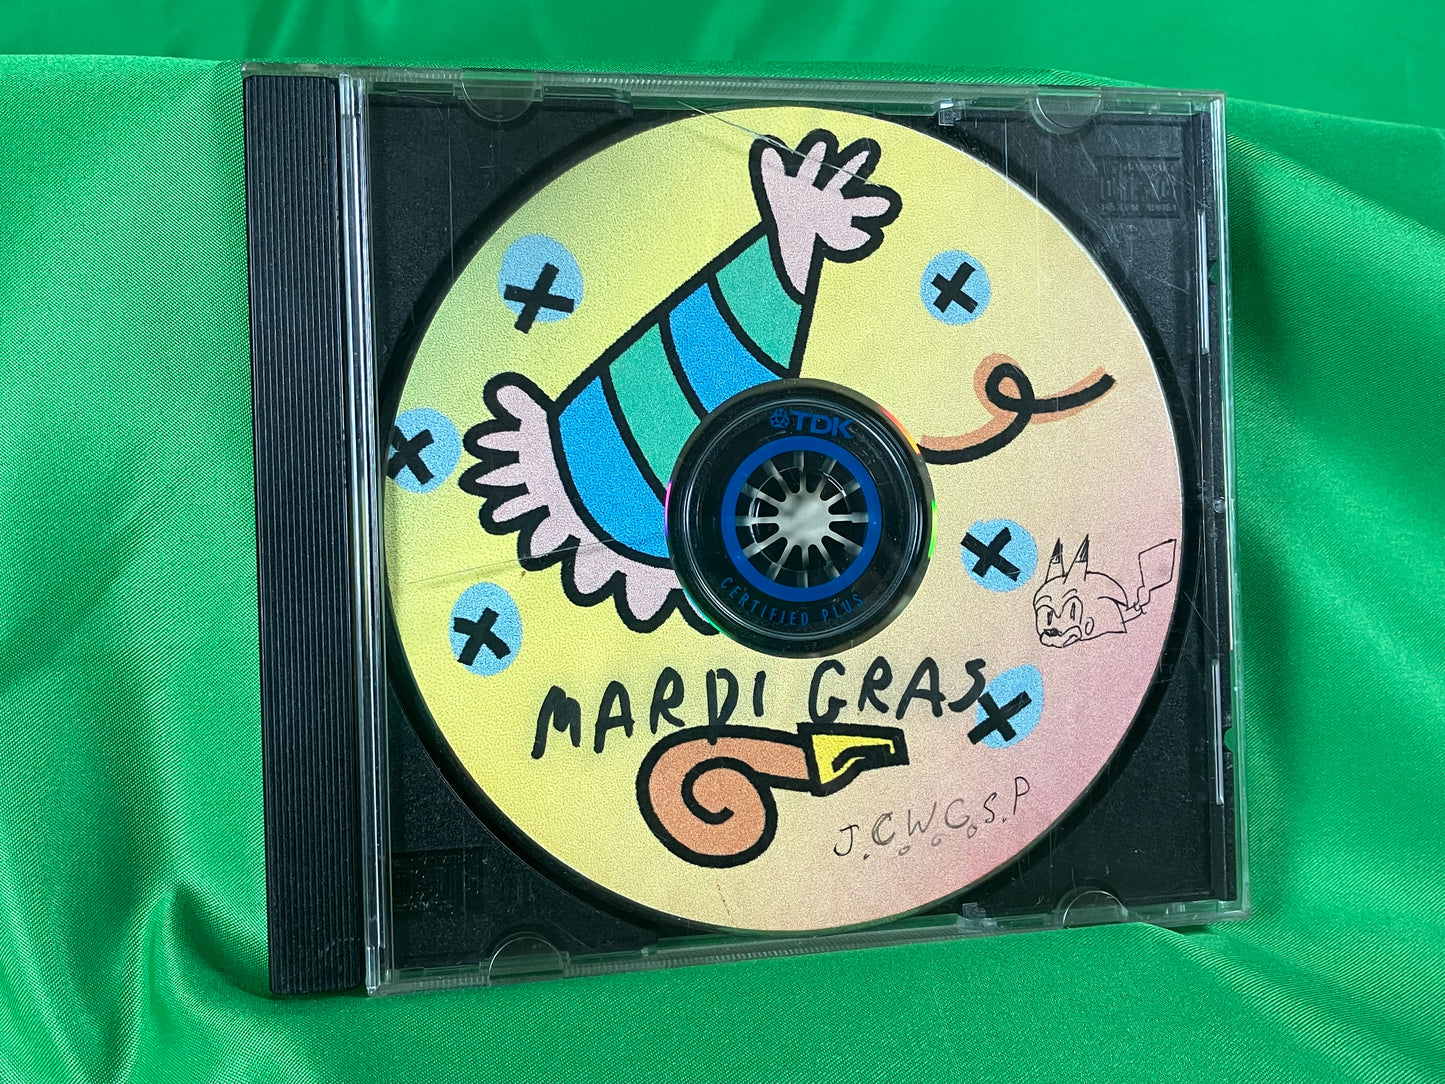 TDK
CERTIFIED PLUS
MARDI GRAS
J.C.W.C.S.P